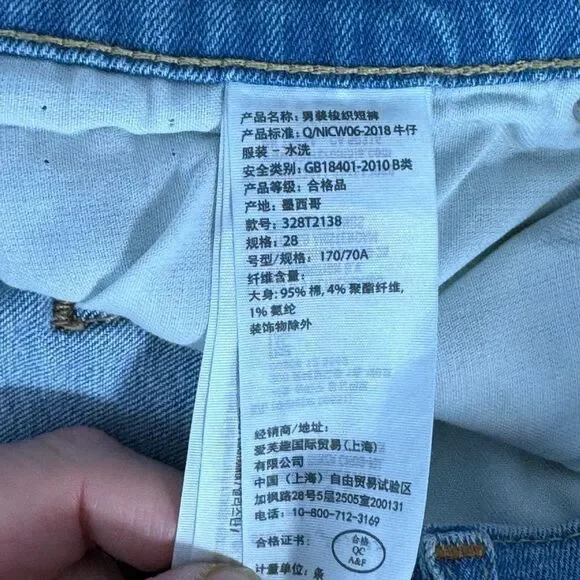 产品名称：男装梭织短裤
产品标准：Q/NICW06-2018 牛仔
服装 - 水洗
安全类别：GB18401-2010 B类
产品等级：合格品
产地：墨西哥
款号：328T2138
规格：28
号型/规格：170/70A
纤维含量：
大身：95% 棉, 4% 聚酯纤维,
1% 氨纶
装饰物除外
经销商/地址：
爱芙趣国际贸易(上海)
有限公司
中国（上海）自由贸易试验区
加枫路28号5层2505室200131
电话：10-800-712-3169
合格证书：
合格
QC
A&F
计量单位：条